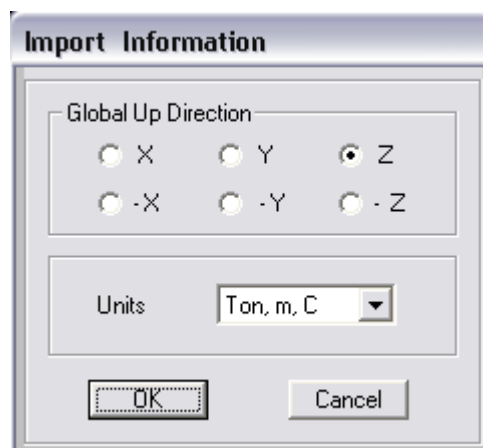 Import Information
Global Up Direction
X Y Z
-X -Y - Z
Units Ton, m, C
OK Cancel